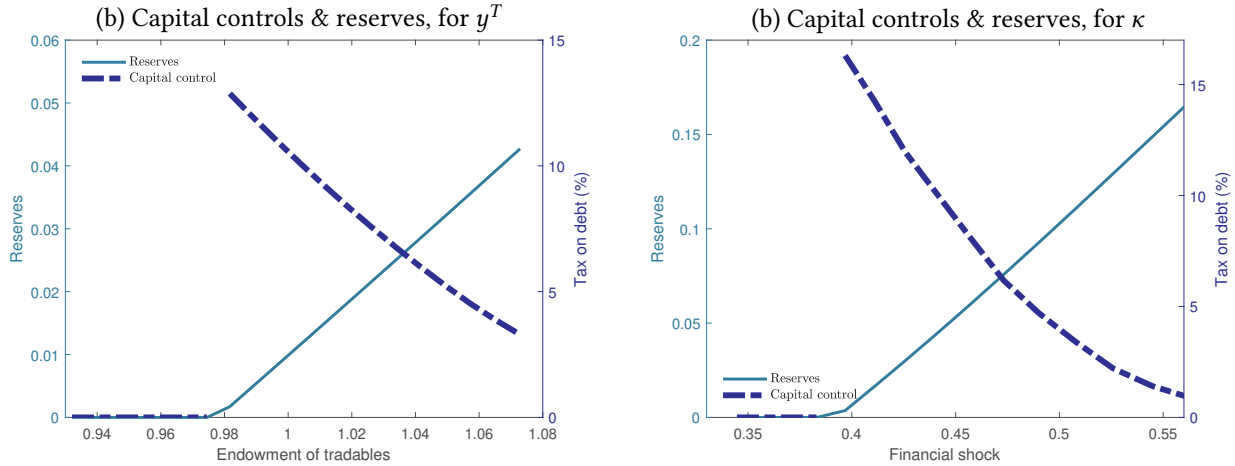 (b) Capital controls & reserves, for y^T
0.06
0.05
0.04
0.03
0.02
0.01
0
Reserves
15
10
5
0
Tax on debt (%)
Reserves
Capital control
0.94 0.96 0.98 1 1.02 1.04 1.06 1.08
Endowment of tradables
(b) Capital controls & reserves, for κ
0.2
0.15
0.1
0.05
0
Reserves
15
10
5
0
Tax on debt (%)
Reserves
Capital control
0.35 0.4 0.45 0.5 0.55
Financial shock